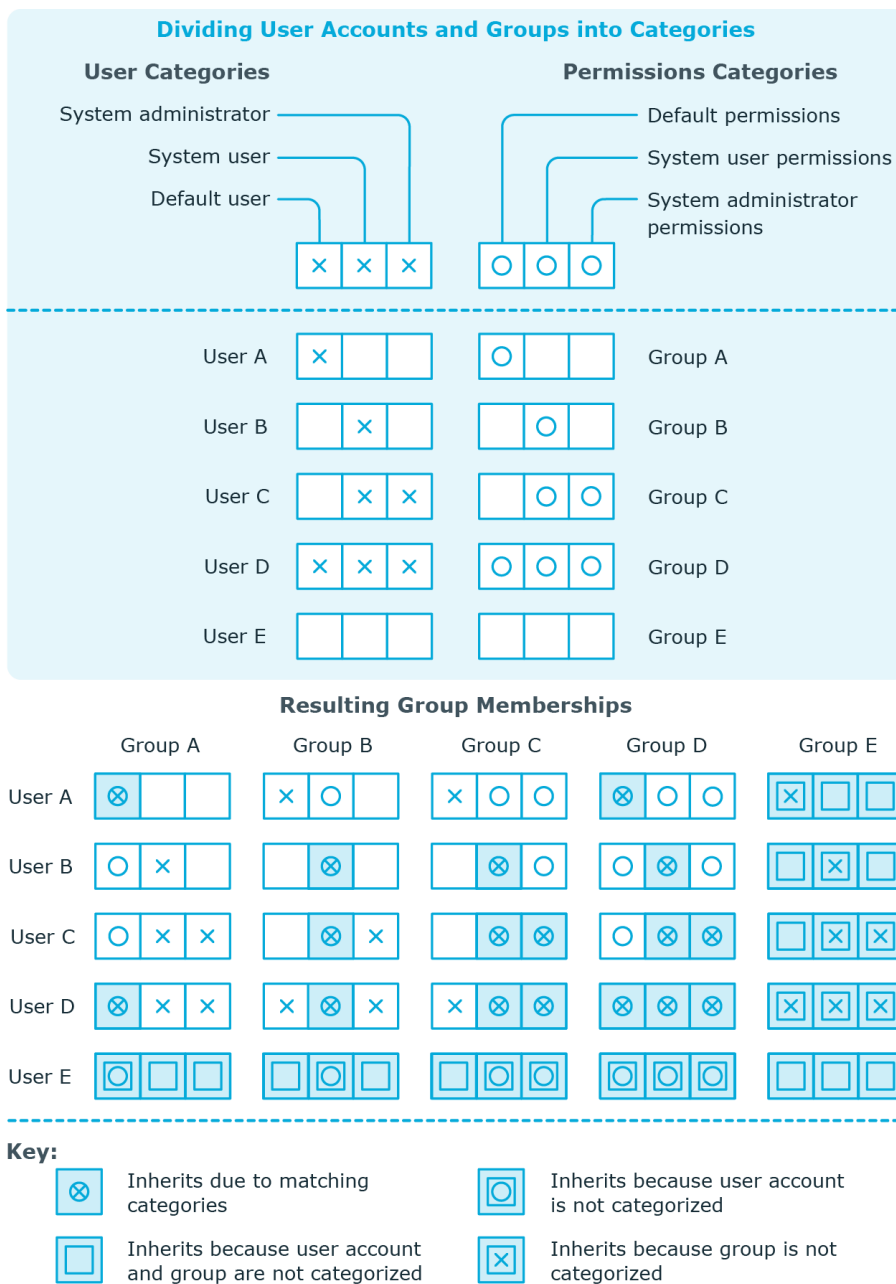 Dividing User Accounts and Groups into Categories
User Categories
Permissions Categories
System administrator
Default permissions
System user
System user permissions
Default user
System administrator
permissions
User A
Group A
User B
Group B
User C
Group C
User D
Group D
User E
Group E
Resulting Group Memberships
Group A Group B Group C Group D Group E
User A
User B
User C
User D
User E
Key:
Inherits due to matching
categories
Inherits because user account
is not categorized
Inherits because user account
and group are not categorized
Inherits because group is not
categorized